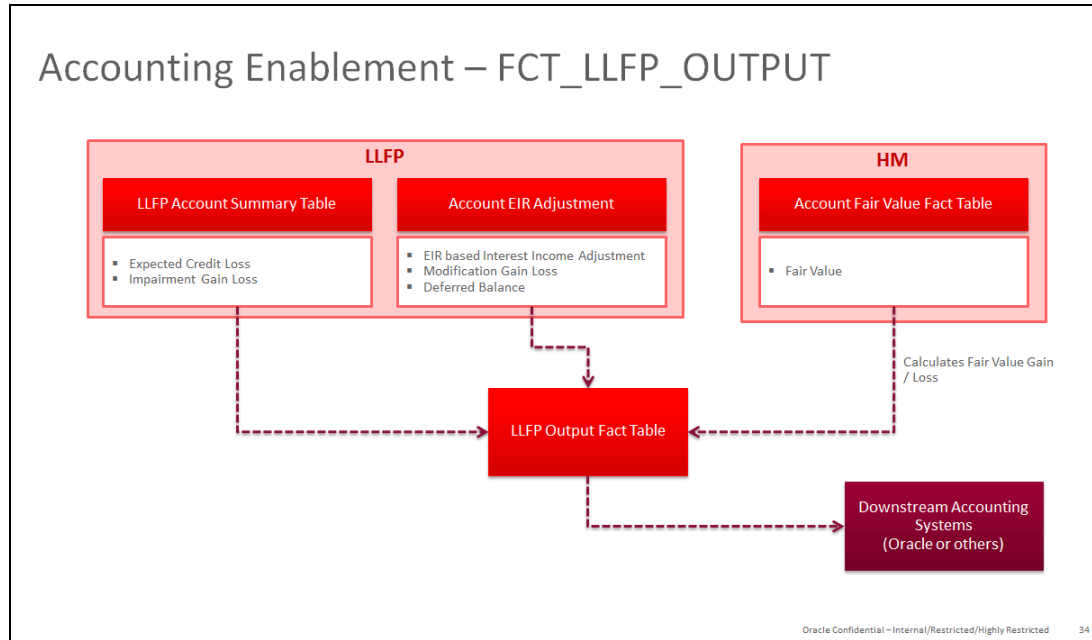 Accounting Enablement – FCT_LLFP_OUTPUT
LLFP
LLFP Account Summary Table
▪ Expected Credit Loss
▪ Impairment Gain Loss
Account EIR Adjustment
▪ EIR based Interest Income Adjustment
▪ Modification Gain Loss
▪ Deferred Balance
HM
Account Fair Value Fact Table
▪ Fair Value
Calculates Fair Value Gain
/ Loss
LLFP Output Fact Table
Downstream Accounting
Systems
(Oracle or others)
Oracle Confidential – Internal/Restricted/Highly Restricted 34